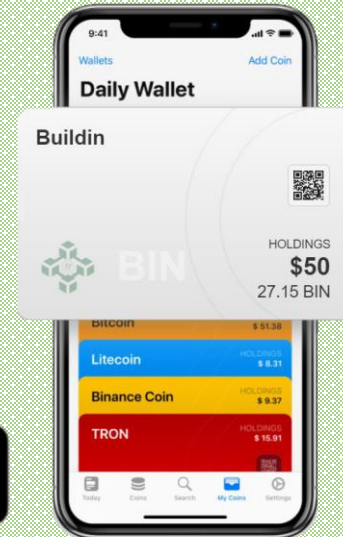 9:41
Wallets
Add Coin
Daily Wallet
Buildin
HOLDINGS
BIN
$50
27.15 BIN
Bitcoin
$ 51.38
Litecoin
HOLDINGS
$ 8.31
Binance Coin
HOLDINGS
$ 9.37
TRON
HOLDINGS
$ 15.91
Today
Coins
Search
My Coins
Settings